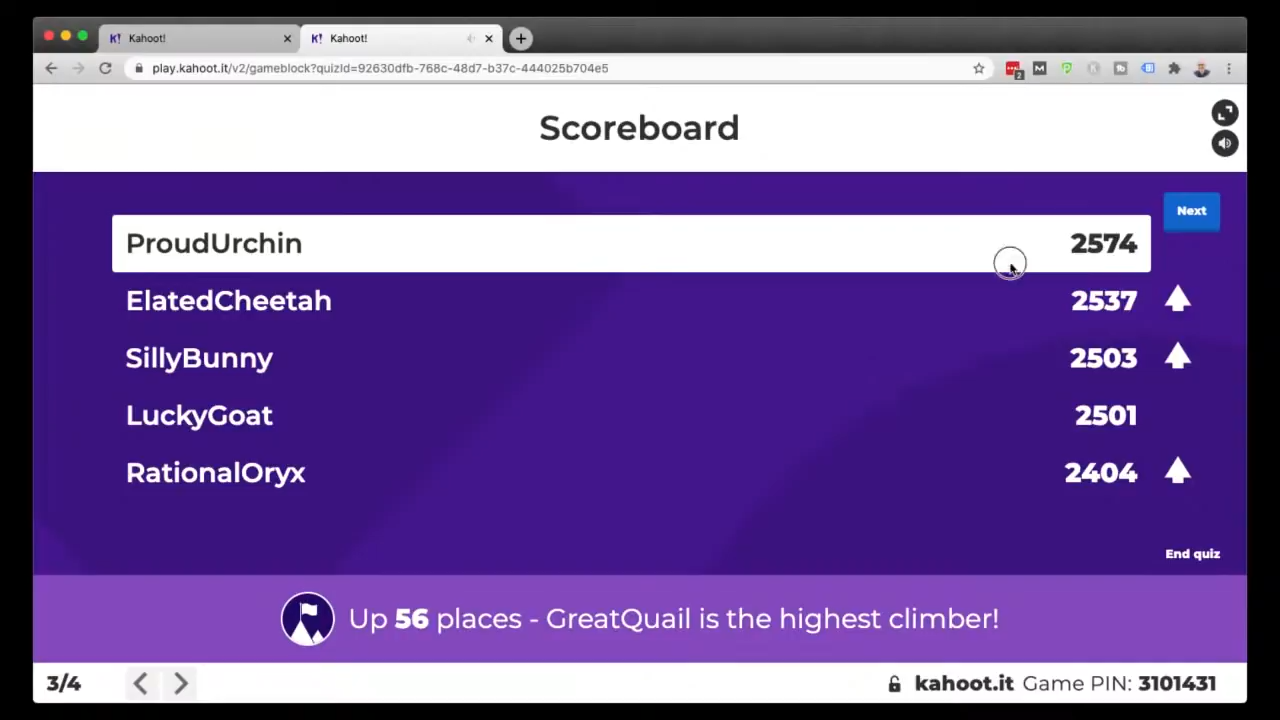 K! Kahoot!
K! Kahoot!
play.kahoot.it/v2/gameblock?quizId=92630dfb-768c-48d7-b37c-444025b704e5
2
Scoreboard
Next
ProudUrchin 2574
ElatedCheetah 2537
SillyBunny 2503
LuckyGoat 2501
RationalOryx 2404
End quiz
Up 56 places - GreatQuail is the highest climber!
3/4
kahoot.it Game PIN: 3101431